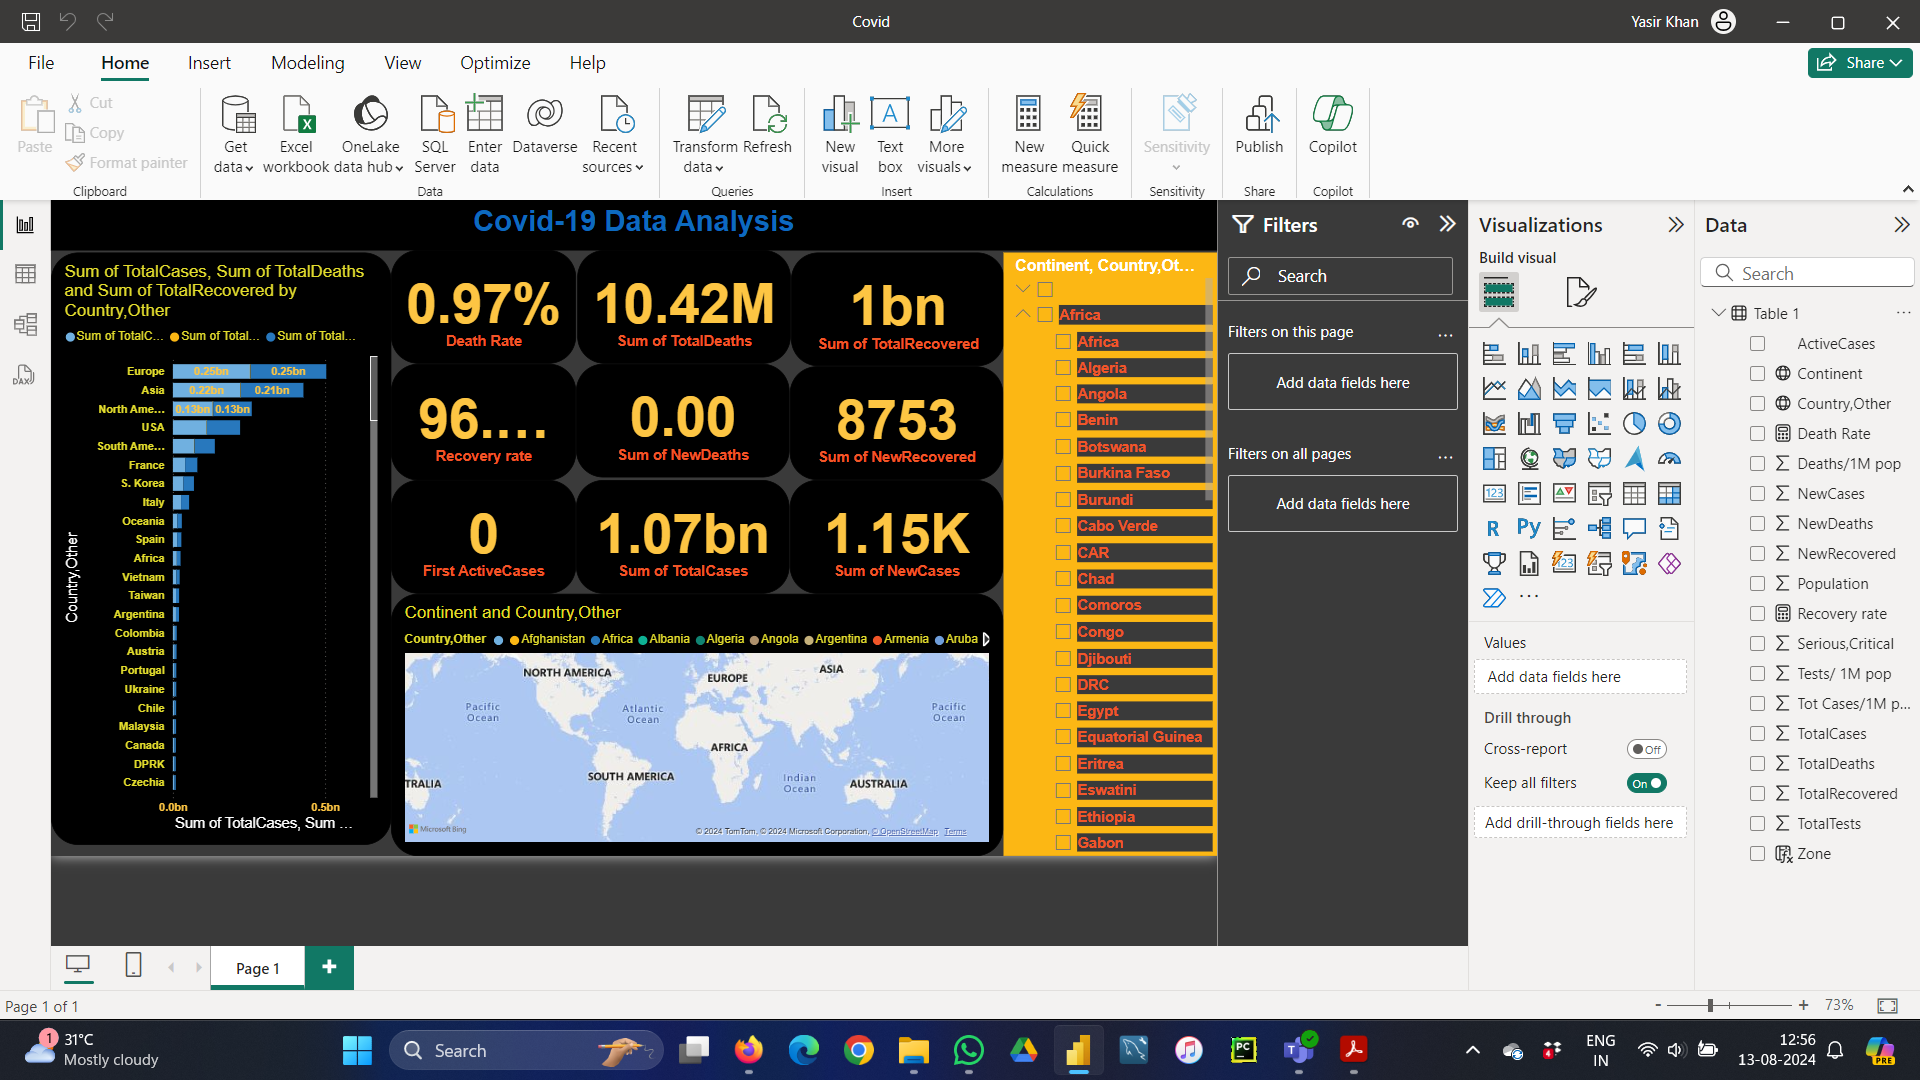 Covid
Yasir Khan
File
Home
Insert
Modeling
View
Optimize
Help
Share
Paste
Cut
Copy
Format painter
Clipboard
Get data
Excel workbook
OneLake data hub
SQL Server
Enter data
Dataverse
Recent sources
Data
Transform data
Refresh
Queries
New visual
Text box
More visuals
Insert
New measure
Quick measure
Calculations
Sensitivity
Sensitivity
Publish
Share
Copilot
Copilot
Covid-19 Data Analysis
Sum of TotalCases, Sum of TotalDeaths
and Sum of TotalRecovered by
Country,Other
Sum of TotalC... Sum of Total... Sum of Total...
Country,Other
Europe 0.25bn 0.25bn
Asia 0.22bn 0.21bn
North Ame... 0.13bn 0.13bn
USA
South Ame...
France
S. Korea
Italy
Oceania
Spain
Africa
Vietnam
Taiwan
Argentina
Colombia
Austria
Portugal
Ukraine
Chile
Malaysia
Canada
DPRK
Czechia
0.0bn 0.5bn
Sum of TotalCases, Sum ...
0.97%
Death Rate
10.42M
Sum of TotalDeaths
1bn
Sum of TotalRecovered
96....
Recovery rate
0.00
Sum of NewDeaths
8753
Sum of NewRecovered
0
First ActiveCases
1.07bn
Sum of TotalCases
1.15K
Sum of NewCases
Continent and Country,Other
Country,Other Afghanistan Africa Albania Algeria Angola Argentina Armenia Aruba
NORTH AMERICA
EUROPE
ASIA
Pacific Ocean
Atlantic Ocean
Pacific Ocean
AFRICA
SOUTH AMERICA
Indian Ocean
AUSTRALIA
TRALIA
Microsoft Bing
© 2024 TomTom, © 2024 Microsoft Corporation, © OpenStreetMap Terms
Continent, Country,Ot...
Africa
Africa
Algeria
Angola
Benin
Botswana
Burkina Faso
Burundi
Cabo Verde
CAR
Chad
Comoros
Congo
Djibouti
DRC
Egypt
Equatorial Guinea
Eritrea
Eswatini
Ethiopia
Gabon
Filters
Search
Filters on this page
...
Add data fields here
Filters on all pages
...
Add data fields here
Visualizations
Build visual
123
R
Py
...
Values
Add data fields here
Drill through
Cross-report
Off
Keep all filters
On
Add drill-through fields here
Data
Search
Table 1
...
ActiveCases
Continent
Country,Other
Death Rate
Deaths/1M pop
NewCases
NewDeaths
NewRecovered
Population
Recovery rate
Serious,Critical
Tests/ 1M pop
Tot Cases/1M p...
TotalCases
TotalDeaths
TotalRecovered
TotalTests
Zone
Page 1
+
Page 1 of 1
- + 73%
1
31°C
Mostly cloudy
Search
PC
4
ENG
IN
12:56
13-08-2024
PRE